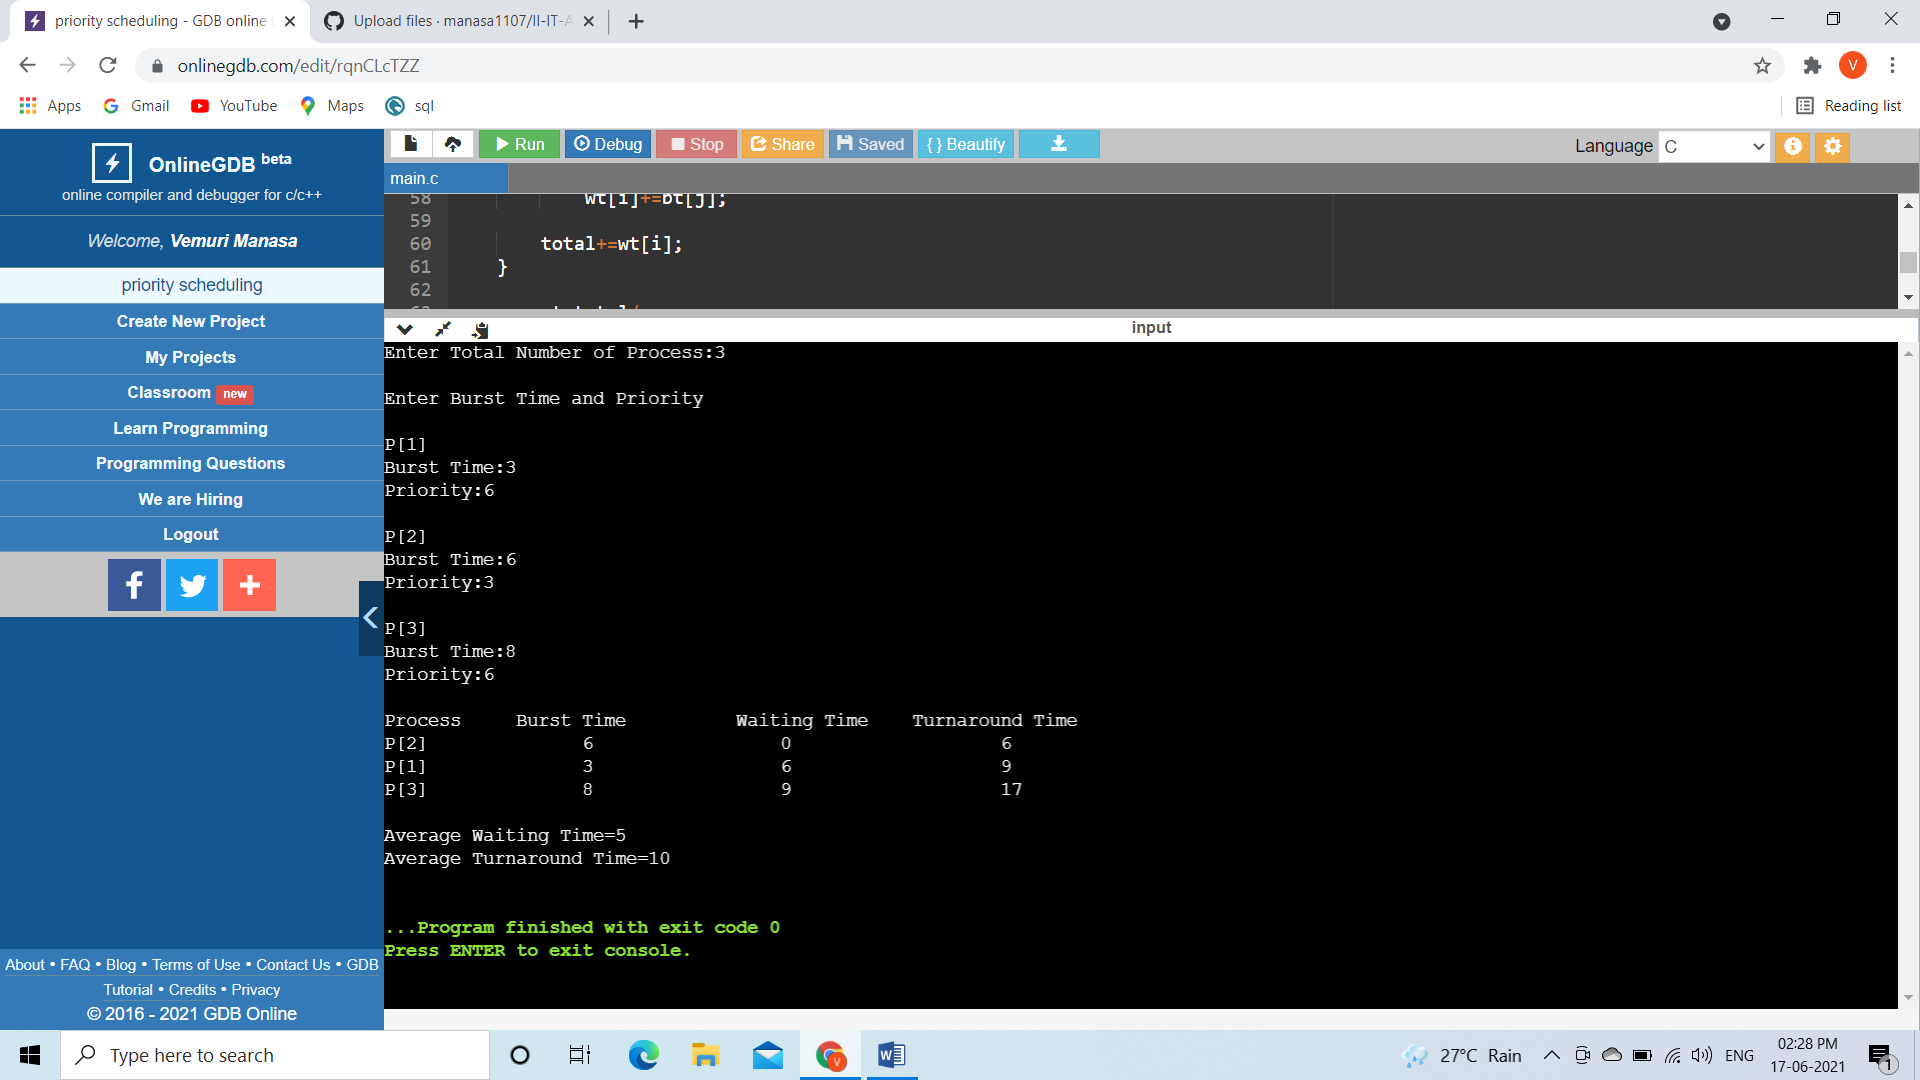 priority scheduling - GDB online
Upload files · manasa1107/II-IT-A
onlinegdb.com/edit/rqnCLcTZZ
V
Apps Gmail YouTube Maps sql Reading list
OnlineGDB beta
online compiler and debugger for c/c++
Welcome, Vemuri Manasa
priority scheduling
Create New Project
My Projects
Classroom new
Learn Programming
Programming Questions
We are Hiring
Logout
About • FAQ • Blog • Terms of Use • Contact Us • GDB
Tutorial • Credits • Privacy
© 2016 - 2021 GDB Online
Run Debug Stop Share Saved {} Beautify
Language C
main.c
58 wt[i]+=bt[j];
59
60 total+=wt[i];
61 }
62
input
Enter Total Number of Process:3
Enter Burst Time and Priority
P[1]
Burst Time:3
Priority:6
P[2]
Burst Time:6
Priority:3
P[3]
Burst Time:8
Priority:6
Process Burst Time Waiting Time Turnaround Time
P[2] 6 0 6
P[1] 3 6 9
P[3] 8 9 17
Average Waiting Time=5
Average Turnaround Time=10
...Program finished with exit code 0
Press ENTER to exit console.
Type here to search
27°C Rain
ENG
02:28 PM
17-06-2021
1